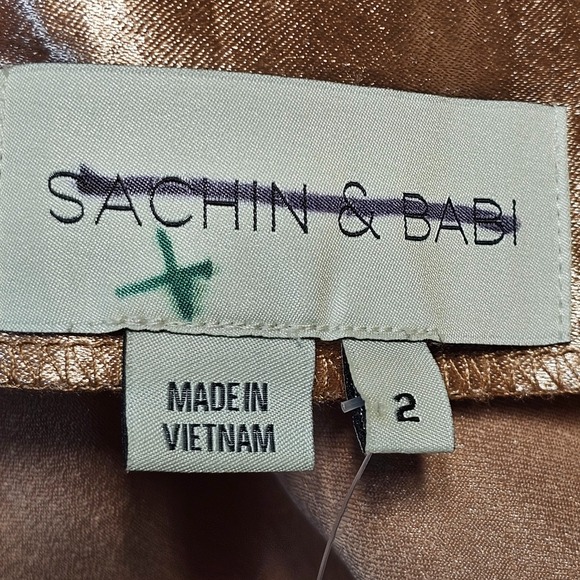 SACHIN & BABI
X
MADE IN
VIETNAM
2